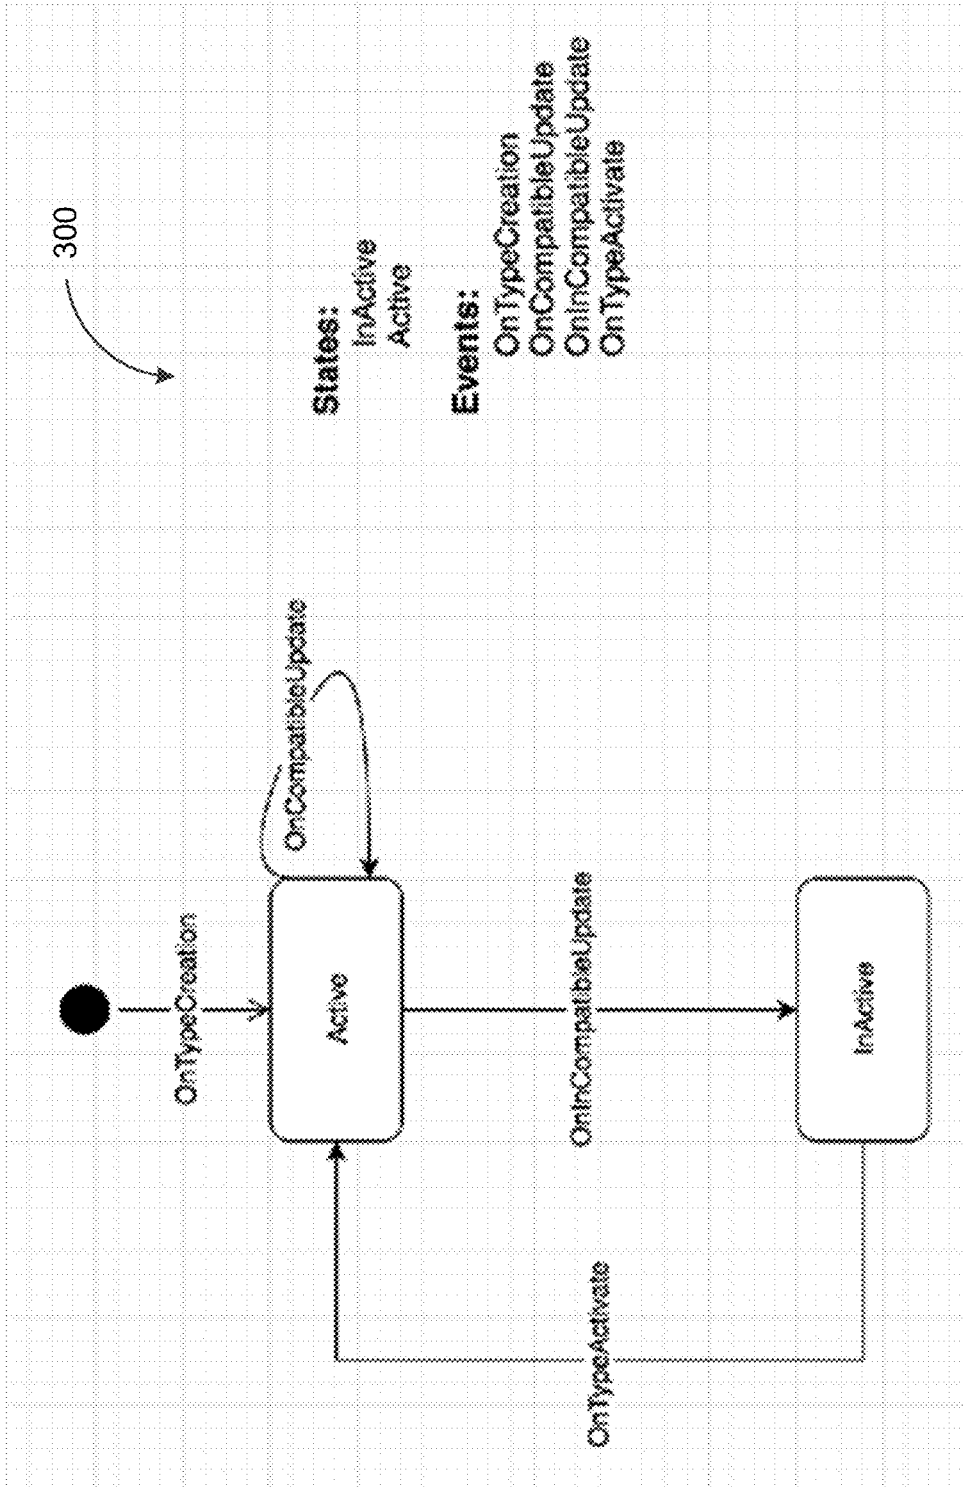 300
States:
InActive
Active
Events:
OnTypeCreation
OnCompatibleUpdate
OnInCompatibleUpdate
OnTypeActivate
OnTypeCreation
OnCompatibleUpdate
Active
OnInCompatibleUpdate
InActive
OnTypeActivate